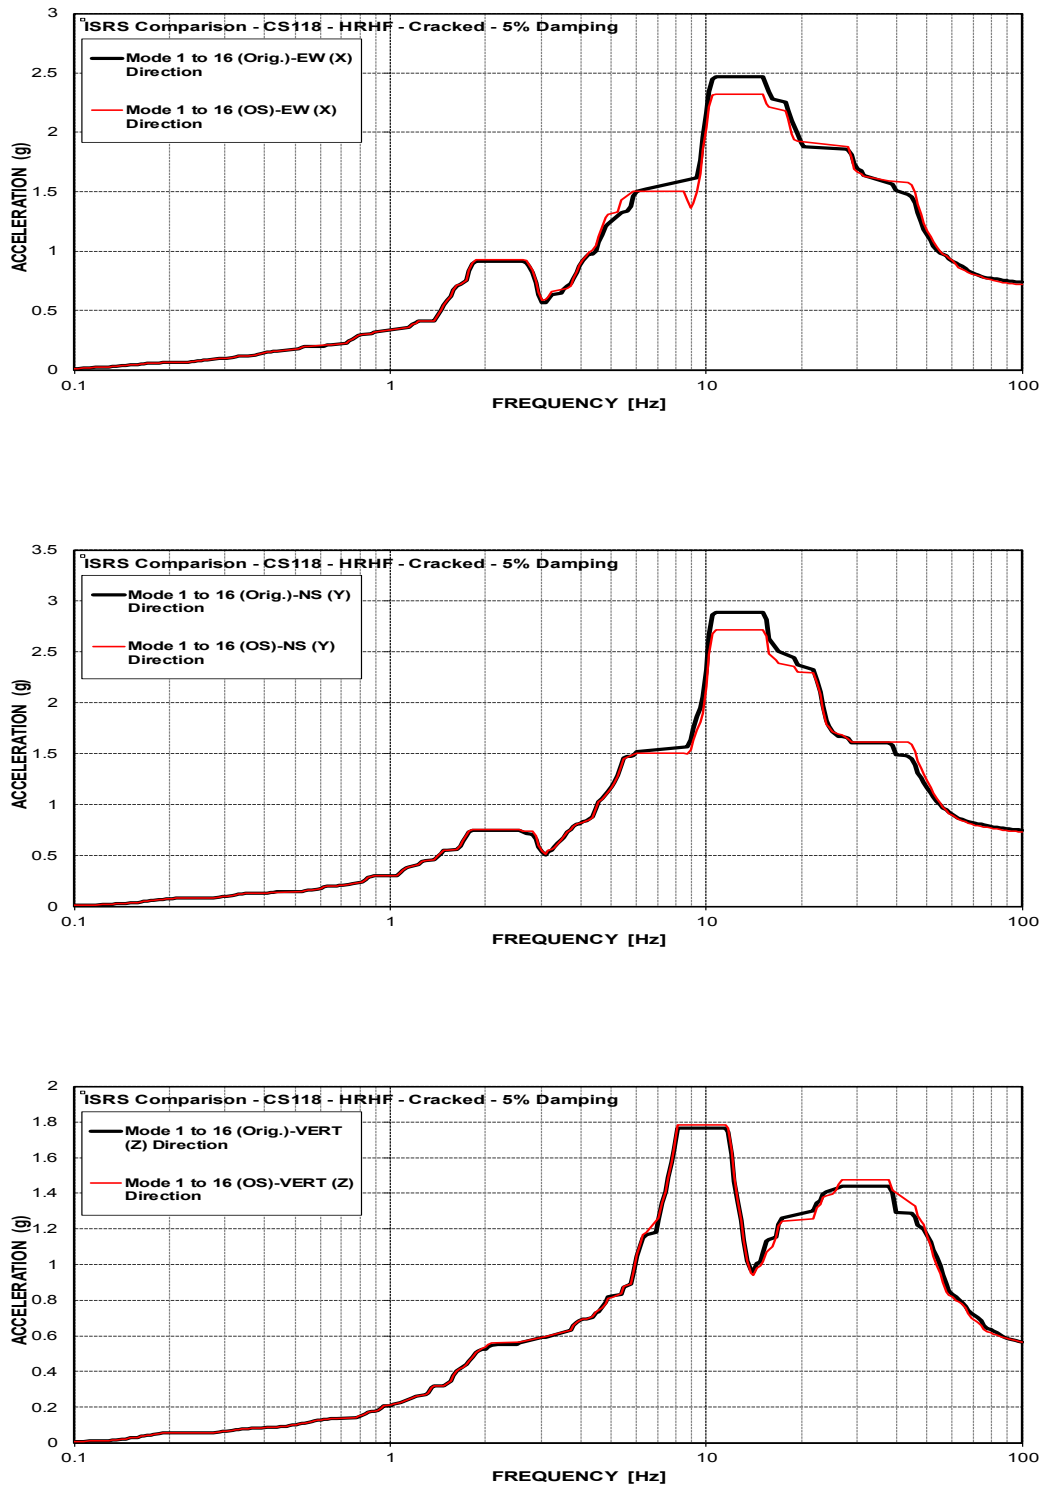 ISRS Comparison - CS118 - HRHF - Cracked - 5% Damping
Mode 1 to 16 (Orig.)-EW (X)
Direction
Mode 1 to 16 (OS)-EW (X)
Direction
ACCELERATION (g)
3
2.5
2
1.5
1
0.5
0
0.1
1
10
100
FREQUENCY [Hz]
ISRS Comparison - CS118 - HRHF - Cracked - 5% Damping
Mode 1 to 16 (Orig.)-NS (Y)
Direction
Mode 1 to 16 (OS)-NS (Y)
Direction
ACCELERATION (g)
3.5
3
2.5
2
1.5
1
0.5
0
0.1
1
10
100
FREQUENCY [Hz]
ISRS Comparison - CS118 - HRHF - Cracked - 5% Damping
Mode 1 to 16 (Orig.)-VERT
(Z) Direction
Mode 1 to 16 (OS)-VERT (Z)
Direction
ACCELERATION (g)
2
1.8
1.6
1.4
1.2
1
0.8
0.6
0.4
0.2
0
0.1
1
10
100
FREQUENCY [Hz]